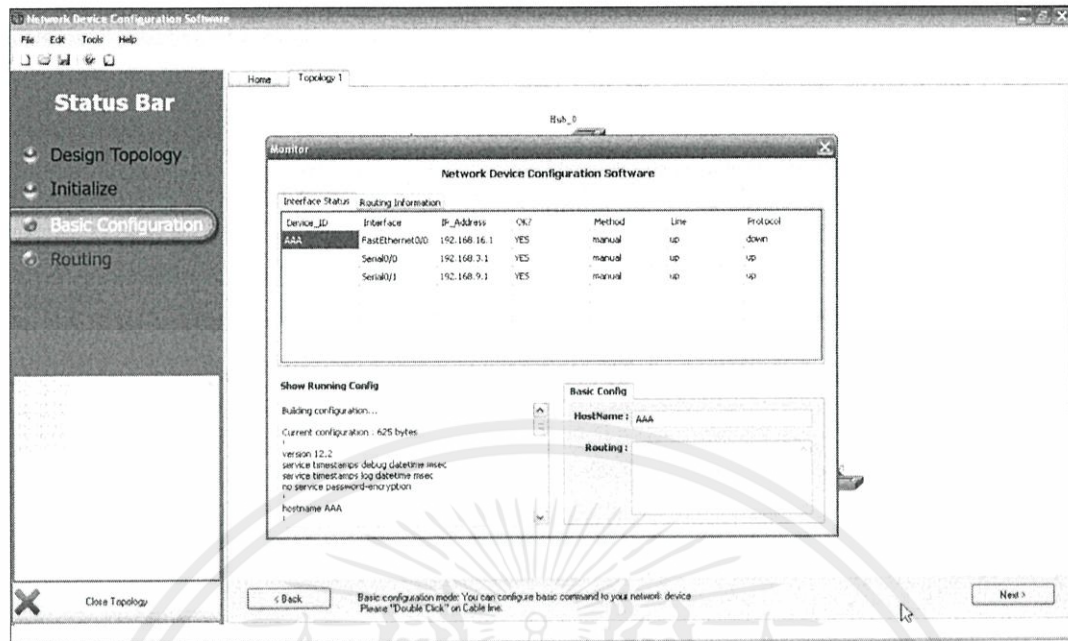 Network Device Configuration Software
File Edit Tools Help
Status Bar
Design Topology
Initialize
Basic Configuration
Routing
Close Topology
Home Topology 1
Hub_0
Monitor
Network Device Configuration Software
Interface Status Routing Information
Device_ID Interface IP_Address OK? Method Line Protocol
AAA FastEthernet0/0 192.168.16.1 YES manual up down
Serial0/0 192.168.3.1 YES manual up up
Serial0/1 192.168.9.1 YES manual up up
Show Running Config
Building configuration...
Current configuration : 625 bytes
!
version 12.2
service timestamps debug datetime msec
service timestamps log datetime msec
no service password-encryption
!
hostname AAA
!
Basic Config
HostName : AAA
Routing :
< Back
Basic configuration mode: You can configure basic command to your network device
Please "Double Click" on Cable line.
Next >